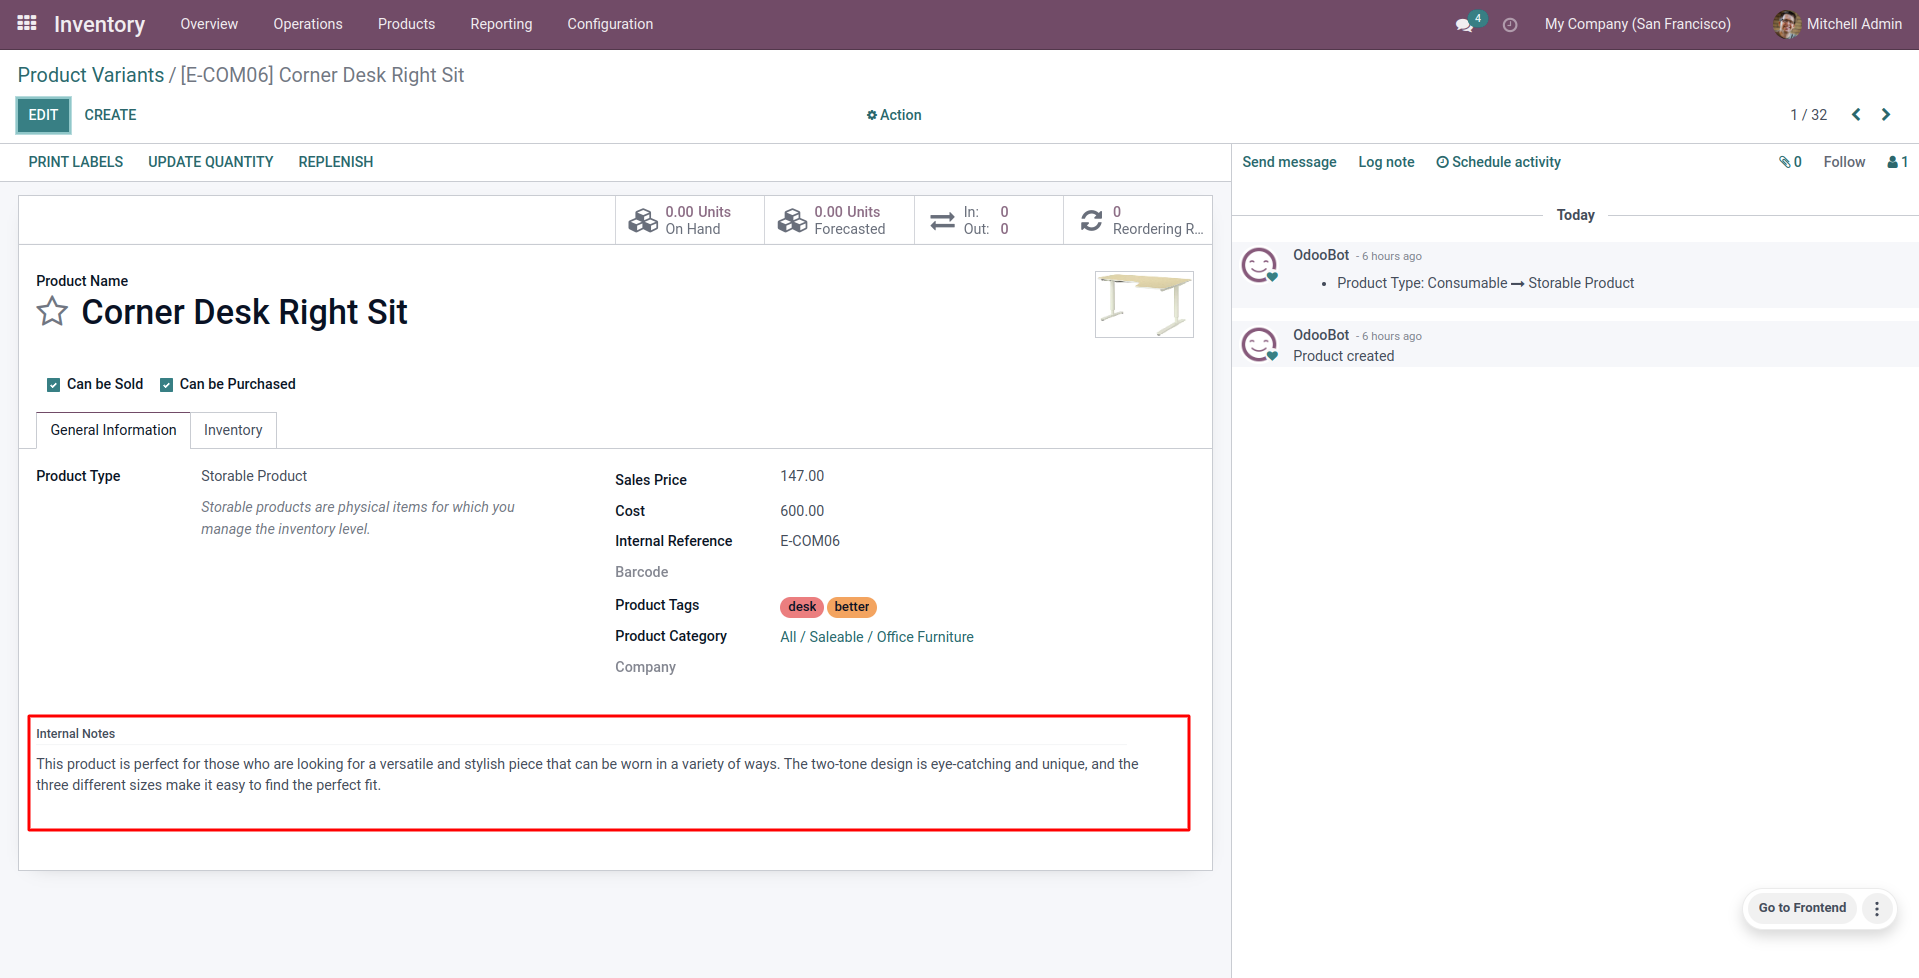 Inventory Overview Operations Products Reporting Configuration 4 My Company (San Francisco) Mitchell Admin
Product Variants / [E-COM06] Corner Desk Right Sit
EDIT CREATE Action 1 / 32
PRINT LABELS UPDATE QUANTITY REPLENISH
0.00 Units
On Hand
0.00 Units
Forecasted
In: 0
Out: 0
0
Reordering R...
Product Name
Corner Desk Right Sit
Can be Sold Can be Purchased
General Information Inventory
Product Type Storable Product
Storable products are physical items for which you
manage the inventory level.
Sales Price 147.00
Cost 600.00
Internal Reference E-COM06
Barcode
Product Tags desk better
Product Category All / Saleable / Office Furniture
Company
Internal Notes
This product is perfect for those who are looking for a versatile and stylish piece that can be worn in a variety of ways. The two-tone design is eye-catching and unique, and the
three different sizes make it easy to find the perfect fit.
Send message Log note Schedule activity 0 Follow 1
Today
OdooBot - 6 hours ago
• Product Type: Consumable → Storable Product
OdooBot - 6 hours ago
Product created
Go to Frontend